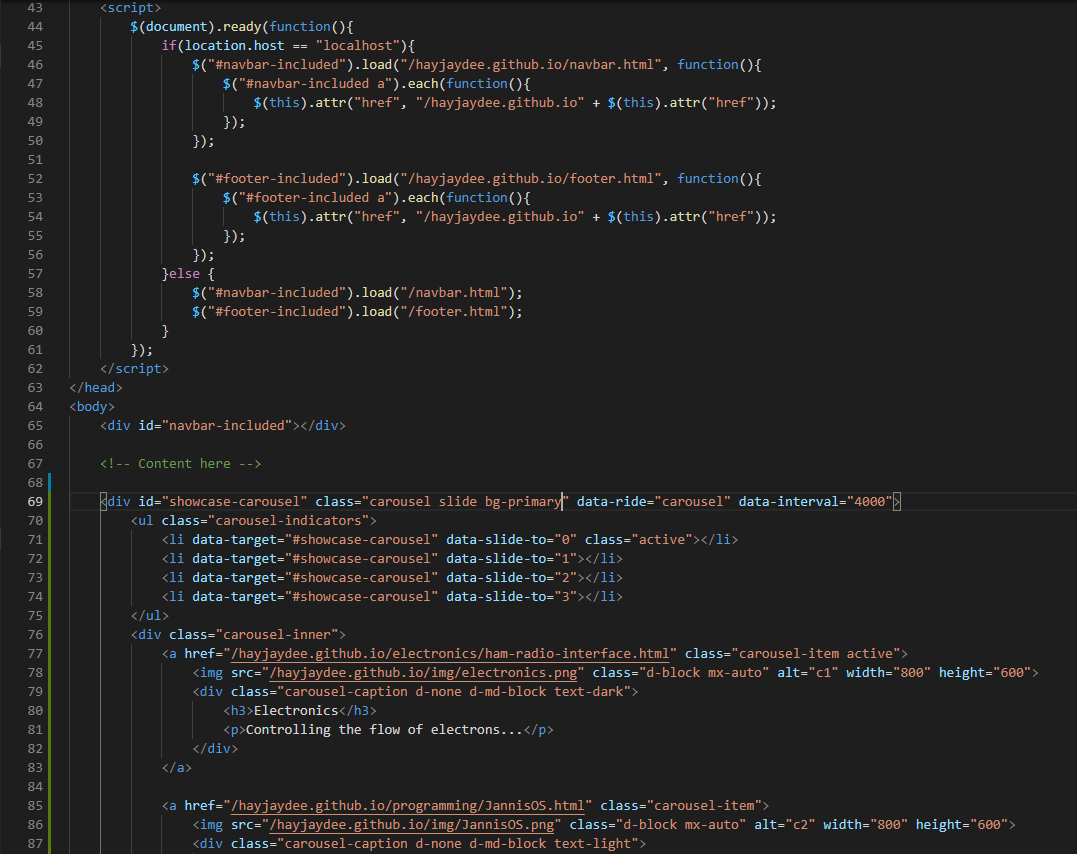 43 <script>
44 $(document).ready(function(){
45 if(location.host == "localhost"){
46 $("#navbar-included").load("/hayjaydee.github.io/navbar.html", function(){
47 $("#navbar-included a").each(function(){
48 $(this).attr("href", "/hayjaydee.github.io" + $(this).attr("href"));
49 });
50 });
51
52 $("#footer-included").load("/hayjaydee.github.io/footer.html", function(){
53 $("#footer-included a").each(function(){
54 $(this).attr("href", "/hayjaydee.github.io" + $(this).attr("href"));
55 });
56 });
57 }else {
58 $("#navbar-included").load("/navbar.html");
59 $("#footer-included").load("/footer.html");
60 }
61 });
62 </script>
63 </head>
64 <body>
65 <div id="navbar-included"></div>
66
67 <!-- Content here -->
68
69 <div id="showcase-carousel" class="carousel slide bg-primary" data-ride="carousel" data-interval="4000">
70 <ul class="carousel-indicators">
71 <li data-target="#showcase-carousel" data-slide-to="0" class="active"></li>
72 <li data-target="#showcase-carousel" data-slide-to="1"></li>
73 <li data-target="#showcase-carousel" data-slide-to="2"></li>
74 <li data-target="#showcase-carousel" data-slide-to="3"></li>
75 </ul>
76 <div class="carousel-inner">
77 <a href="/hayjaydee.github.io/electronics/ham-radio-interface.html" class="carousel-item active">
78 <img src="/hayjaydee.github.io/img/electronics.png" class="d-block mx-auto" alt="c1" width="800" height="600">
79 <div class="carousel-caption d-none d-md-block text-dark">
80 <h3>Electronics</h3>
81 <p>Controlling the flow of electrons...</p>
82 </div>
83 </a>
84
85 <a href="/hayjaydee.github.io/programming/JannisOS.html" class="carousel-item">
86 <img src="/hayjaydee.github.io/img/JannisOS.png" class="d-block mx-auto" alt="c2" width="800" height="600">
87 <div class="carousel-caption d-none d-md-block text-light">